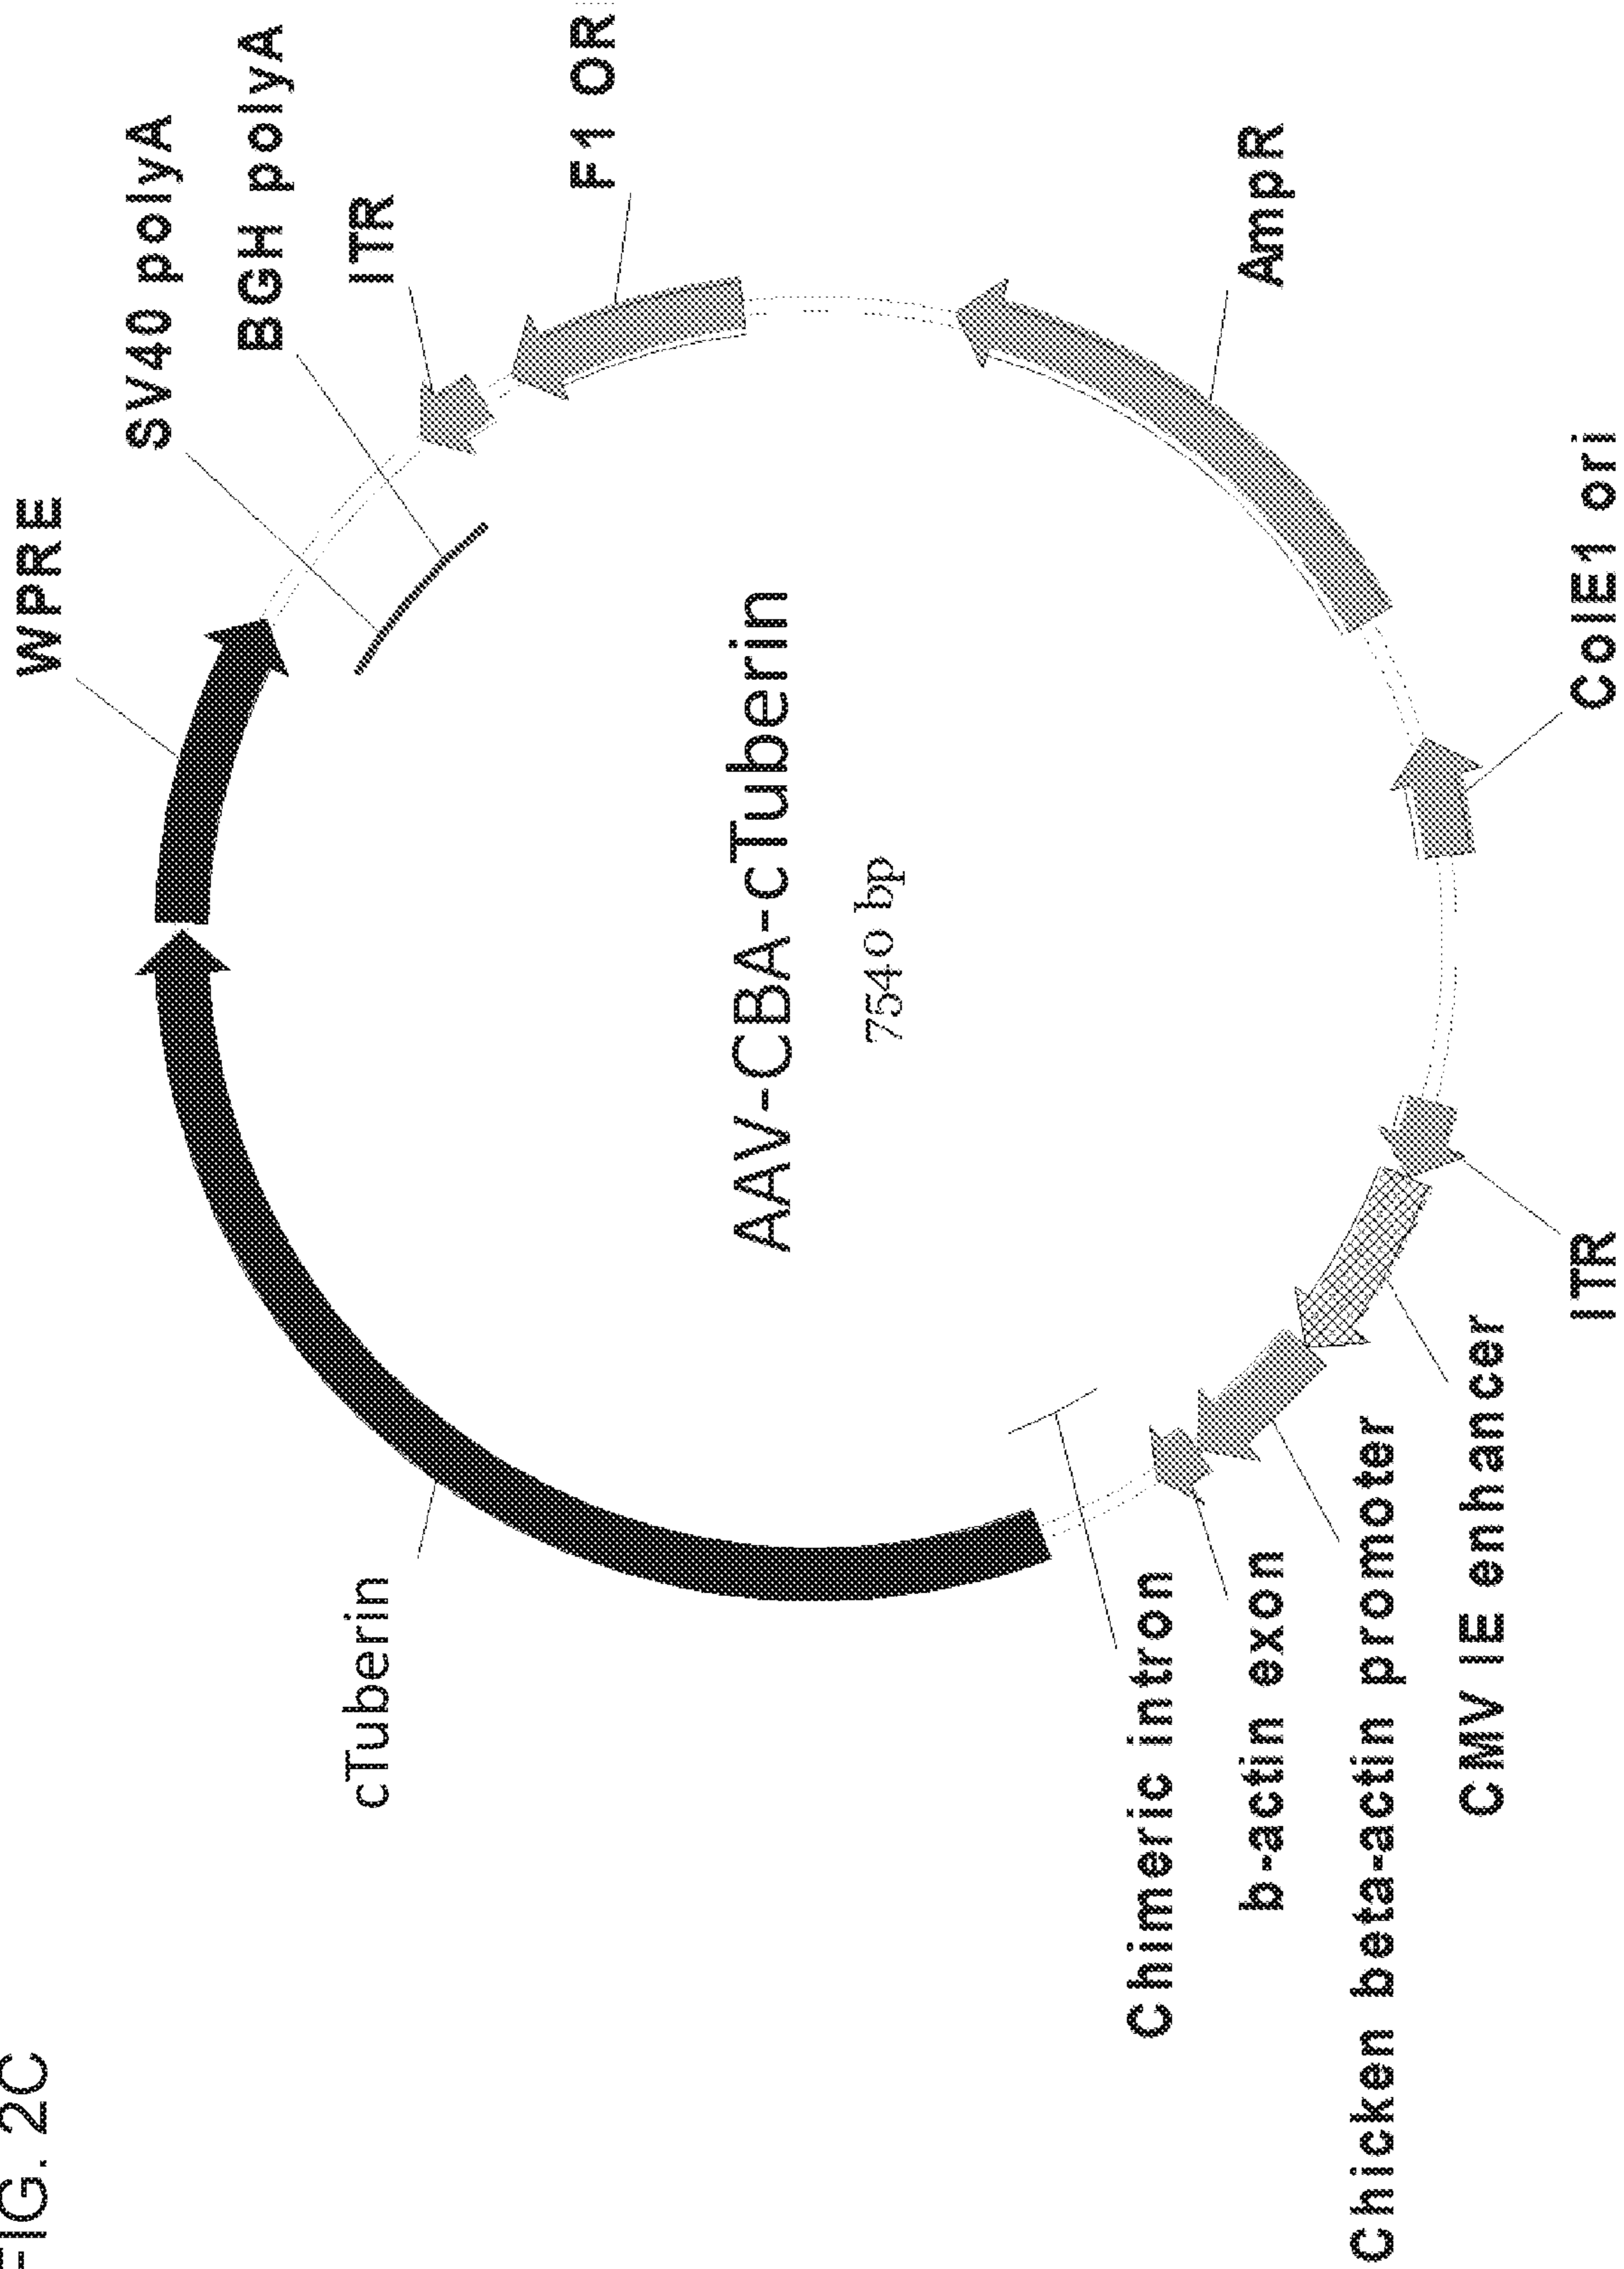 FIG. 2C
cTuberin
WPRE
SV40 polyA
BGH polyA
ITR
F1 OR
AAV-CBA-cTuberin
7540 bp
Chimeric intron
b-actin exon
Chicken beta-actin promoter
CMV IE enhancer
ITR
ColE1 ori
AmpR